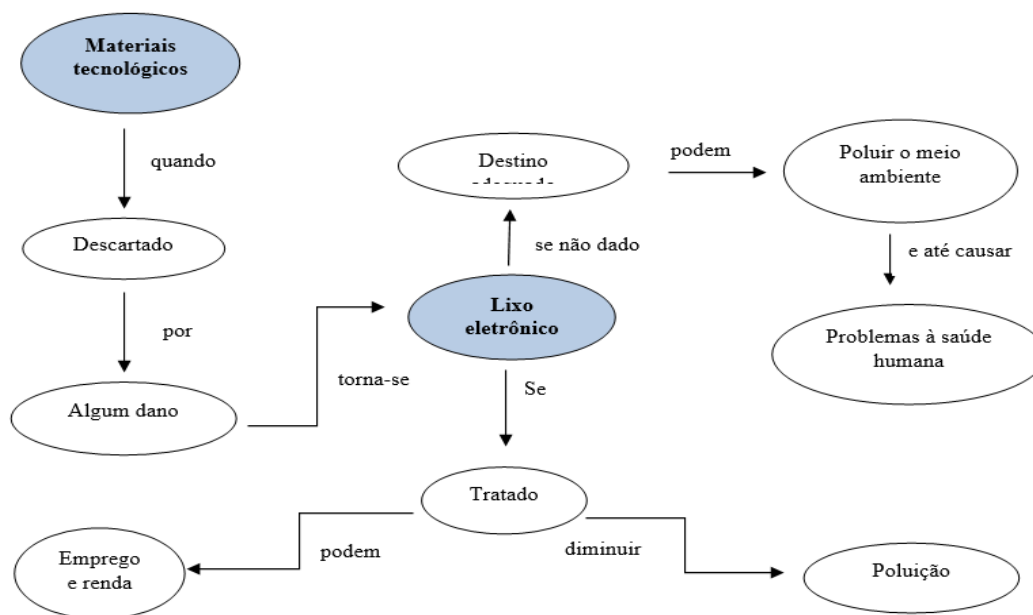 Materiais
tecnológicos
quando
Descartado
por
Algum dano
torna-se
Lixo
eletrônico
se não dado
Destino
podem
Poluir o meio
ambiente
e até causar
Problemas à saúde
humana
Se
Tratado
podem
Emprego
e renda
diminuir
Poluição